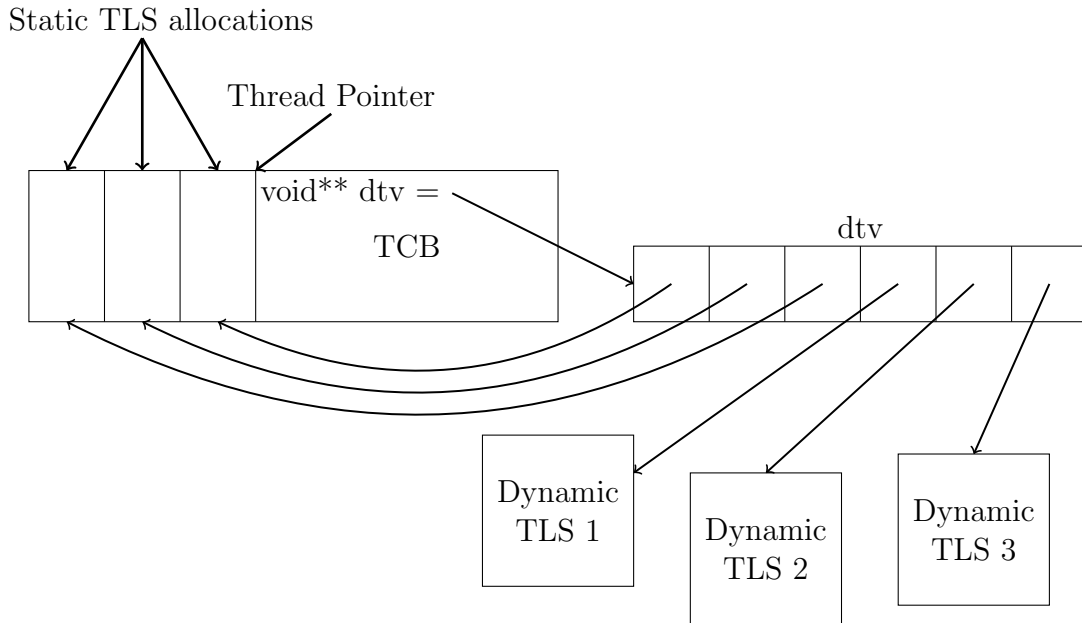 Static TLS allocations
Thread Pointer
void** dtv =
TCB
dtv
Dynamic
TLS 1
Dynamic
TLS 2
Dynamic
TLS 3